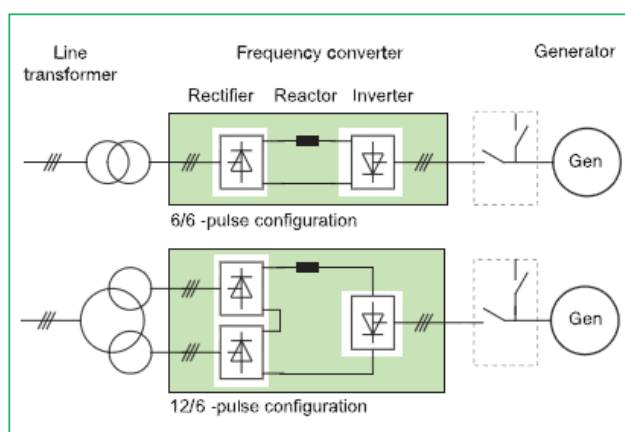 Line
transformer
Frequency converter
Generator
Rectifier Reactor Inverter
Gen
6/6 -pulse configuration
Gen
12/6 -pulse configuration